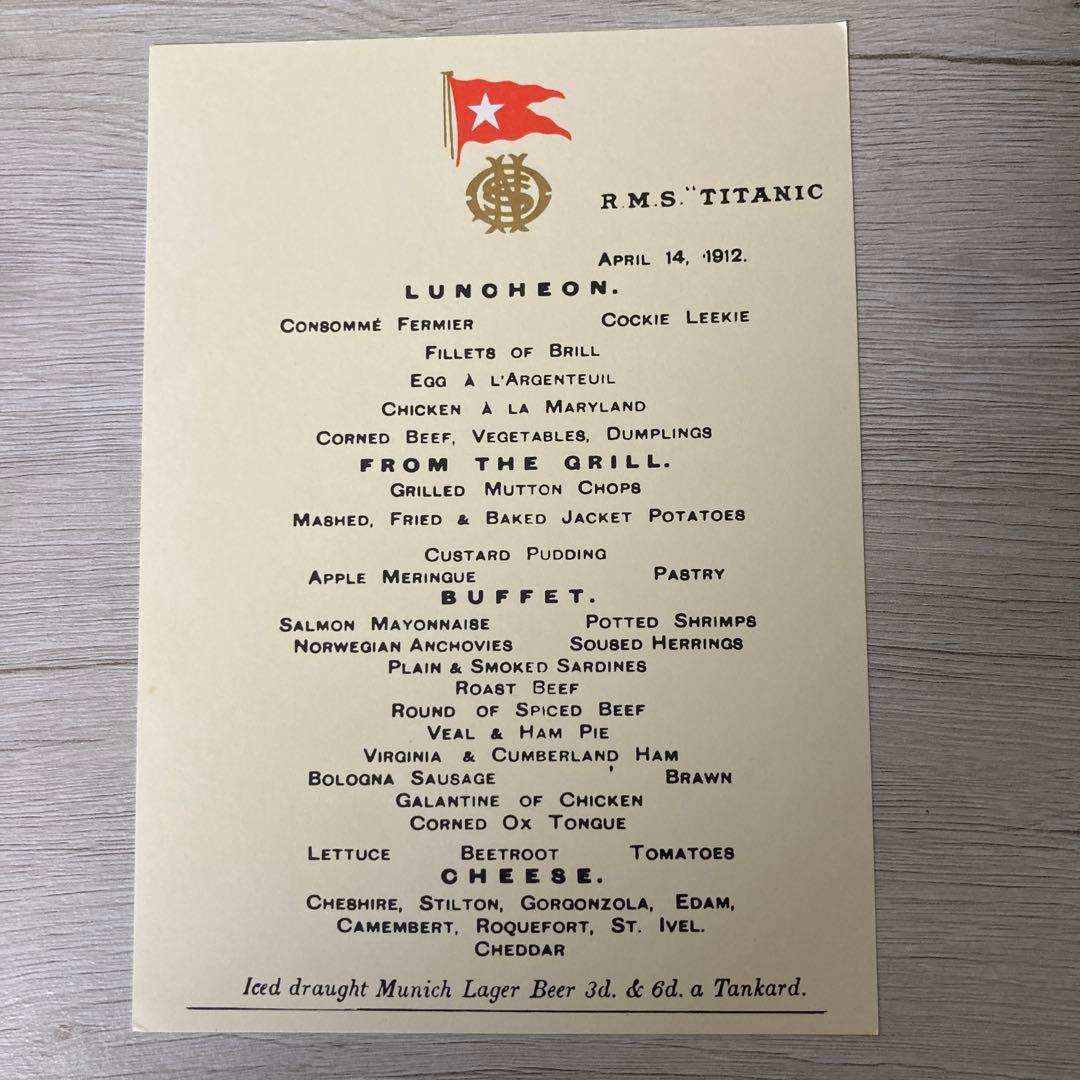 R.M.S. "TITANIC
APRIL 14, 1912.
LUNCHEON.
CONSOMMÉ FERMIER COCKIE LEEKIE
FILLETS OF BRILL
EGG À L'ARGENTEUIL
CHICKEN À LA MARYLAND
CORNED BEEF, VEGETABLES, DUMPLINGS
FROM THE GRILL.
GRILLED MUTTON CHOPS
MASHED, FRIED & BAKED JACKET POTATOES
CUSTARD PUDDING
APPLE MERINGUE PASTRY
BUFFET.
SALMON MAYONNAISE POTTED SHRIMPS
NORWEGIAN ANCHOVIES SOUSED HERRINGS
PLAIN & SMOKED SARDINES
ROAST BEEF
ROUND OF SPICED BEEF
VEAL & HAM PIE
VIRGINIA & CUMBERLAND HAM
BOLOGNA SAUSAGE BRAWN
GALANTINE OF CHICKEN
CORNED OX TONGUE
LETTUCE BEETROOT TOMATOES
CHEESE.
CHESHIRE, STILTON, GORGONZOLA, EDAM,
CAMEMBERT, ROQUEFORT, ST. IVEL.
CHEDDAR
Iced draught Munich Lager Beer 3d. & 6d. a Tankard.